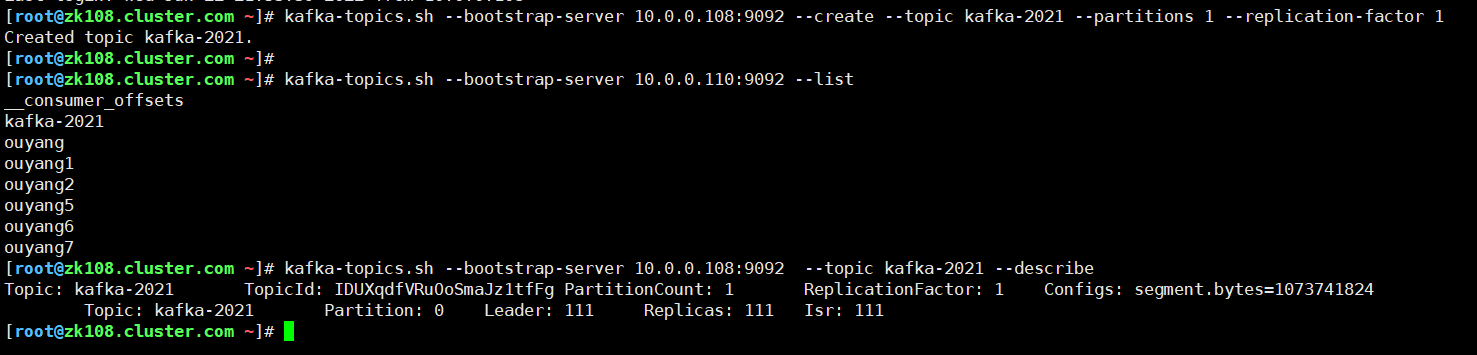 [root@zk108.cluster.com ~]# kafka-topics.sh --bootstrap-server 10.0.0.108:9092 --create --topic kafka-2021 --partitions 1 --replication-factor 1
Created topic kafka-2021.
[root@zk108.cluster.com ~]#
[root@zk108.cluster.com ~]# kafka-topics.sh --bootstrap-server 10.0.0.110:9092 --list
__consumer_offsets
kafka-2021
ouyang
ouyang1
ouyang2
ouyang5
ouyang6
ouyang7
[root@zk108.cluster.com ~]# kafka-topics.sh --bootstrap-server 10.0.0.108:9092  --topic kafka-2021 --describe
Topic: kafka-2021	TopicId: IDUXqdfVRuOoSmaJz1tfFg PartitionCount: 1	ReplicationFactor: 1	Configs: segment.bytes=1073741824
	Topic: kafka-2021	Partition: 0	Leader: 111	Replicas: 111	Isr: 111
[root@zk108.cluster.com ~]#